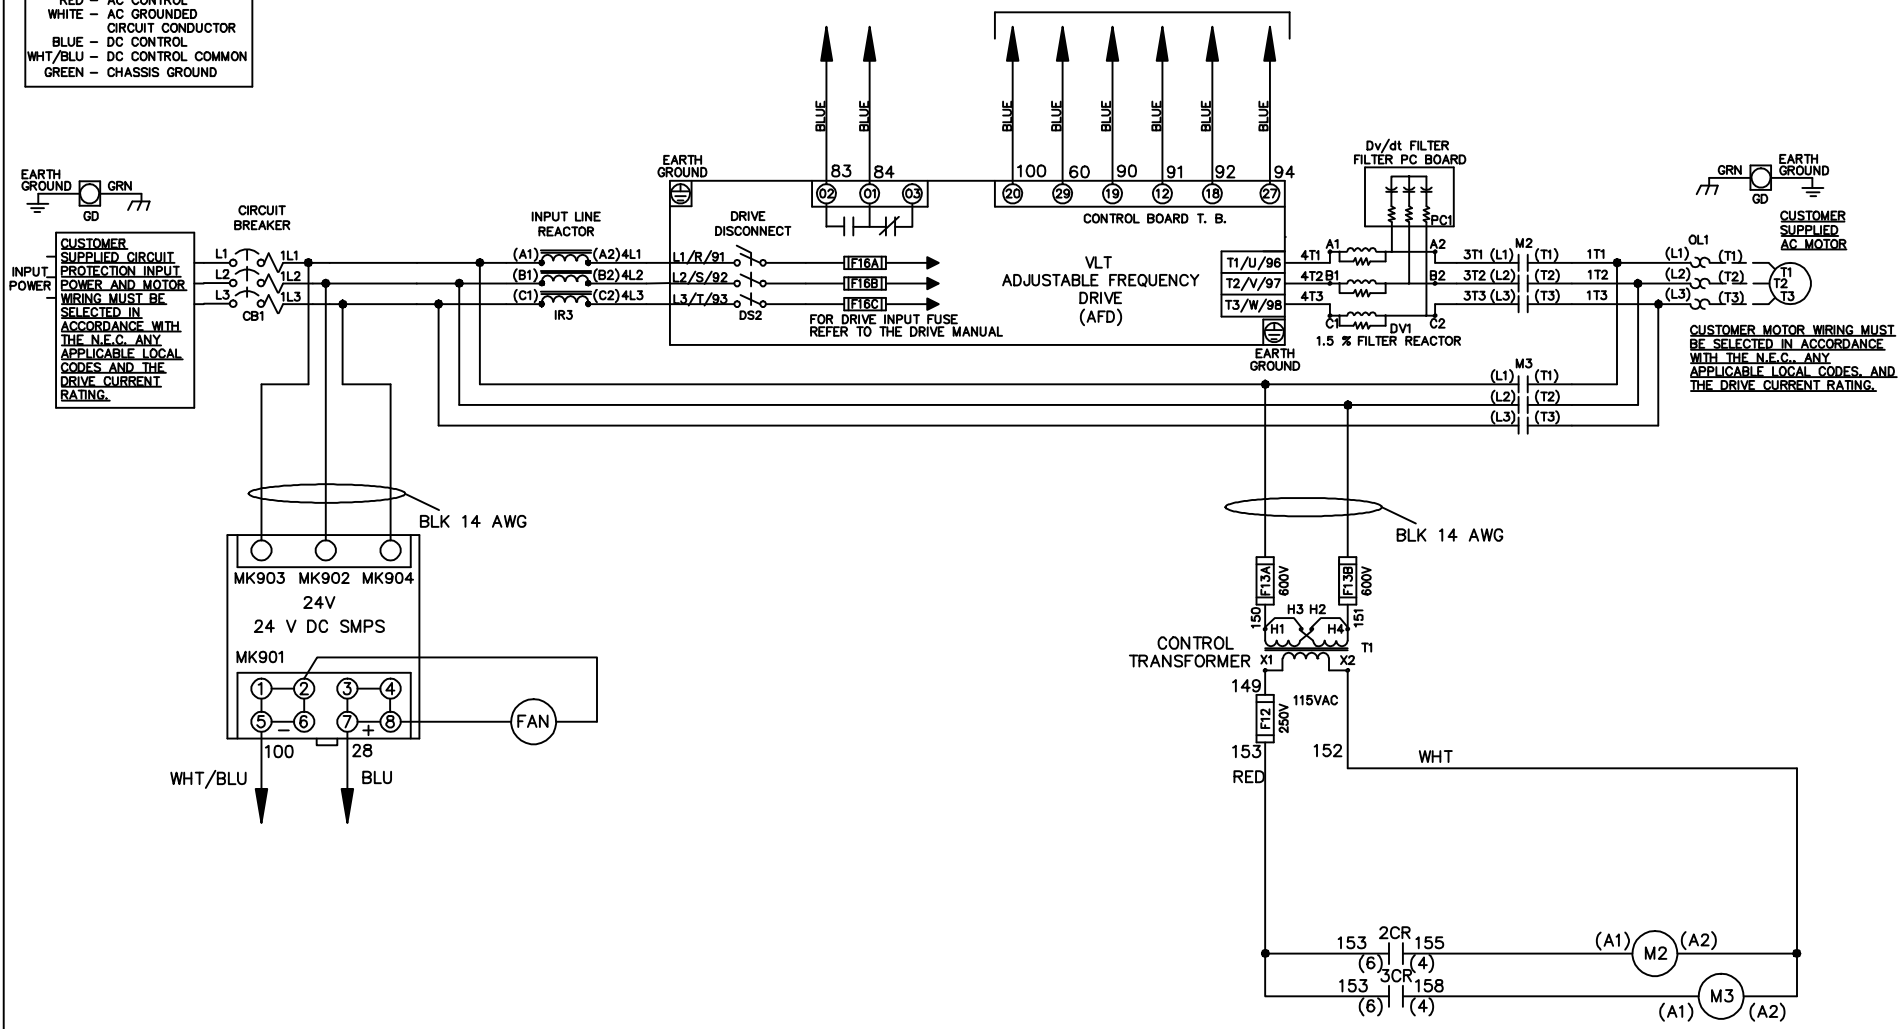 RED – AC CONTROL
WHITE – AC GROUNDED
CIRCUIT CONDUCTOR
BLUE – DC CONTROL
WHT/BLU – DC CONTROL COMMON
GREEN – CHASSIS GROUND
BLUE
BLUE
BLUE
BLUE
BLUE
BLUE
BLUE
BLUE
EARTH
GROUND
GRN
GD
INPUT
POWER
CUSTOMER
SUPPLIED CIRCUIT
PROTECTION INPUT
POWER AND MOTOR
WIRING MUST BE
SELECTED IN
ACCORDANCE WITH
THE N.E.C. ANY
APPLICABLE LOCAL
CODES AND THE
DRIVE CURRENT
RATING.
CIRCUIT
BREAKER
L1 1L1
L2 1L2
L3 1L3
CB1
INPUT LINE
REACTOR
(A1) (A2) 4L1
(B1) (B2) 4L2
(C1) (C2) 4L3
IR3
EARTH
GROUND
DRIVE
DISCONNECT
L1/R/91
L2/S/92
L3/T/93
DS2
83 84
02 01 03
F16A
F16B
F16C
FOR DRIVE INPUT FUSE
REFER TO THE DRIVE MANUAL
100 60 90 91 92 94
20 29 19 12 18 27
CONTROL BOARD T. B.
VLT
ADJUSTABLE FREQUENCY
DRIVE
(AFD)
T1/U/96
T2/V/97
T3/W/98
EARTH
GROUND
Dv/dt FILTER
FILTER PC BOARD
PC1
4T1 A1 A2
4T2 B1 B2
4T3 C1 C2
DV1
1.5 % FILTER REACTOR
M2
3T1 (L1) (T1) 1T1
3T2 (L2) (T2) 1T2
3T3 (L3) (T3) 1T3
OL1
(L1) (T1)
(L2) (T2)
(L3) (T3)
T1
T2
T3
GRN
EARTH
GROUND
GD
CUSTOMER
SUPPLIED
AC MOTOR
CUSTOMER MOTOR WIRING MUST
BE SELECTED IN ACCORDANCE
WITH THE N.E.C., ANY
APPLICABLE LOCAL CODES, AND
THE DRIVE CURRENT RATING.
M3
(L1) (T1)
(L2) (T2)
(L3) (T3)
BLK 14 AWG
MK903 MK902 MK904
24V
24 V DC SMPS
MK901
1 2 3 4
5 6 7 8
– +
FAN
100 28
WHT/BLU BLU
BLK 14 AWG
F13A
600V
F13B
600V
150
151
H3 H2
H1 H4
T1
CONTROL
TRANSFORMER
X1 X2
149
115VAC
F12
250V
153 152
RED
WHT
2CR
153 155
(6) (4)
(A1) M2 (A2)
3CR
153 158
(6) (4)
(A1) M3 (A2)